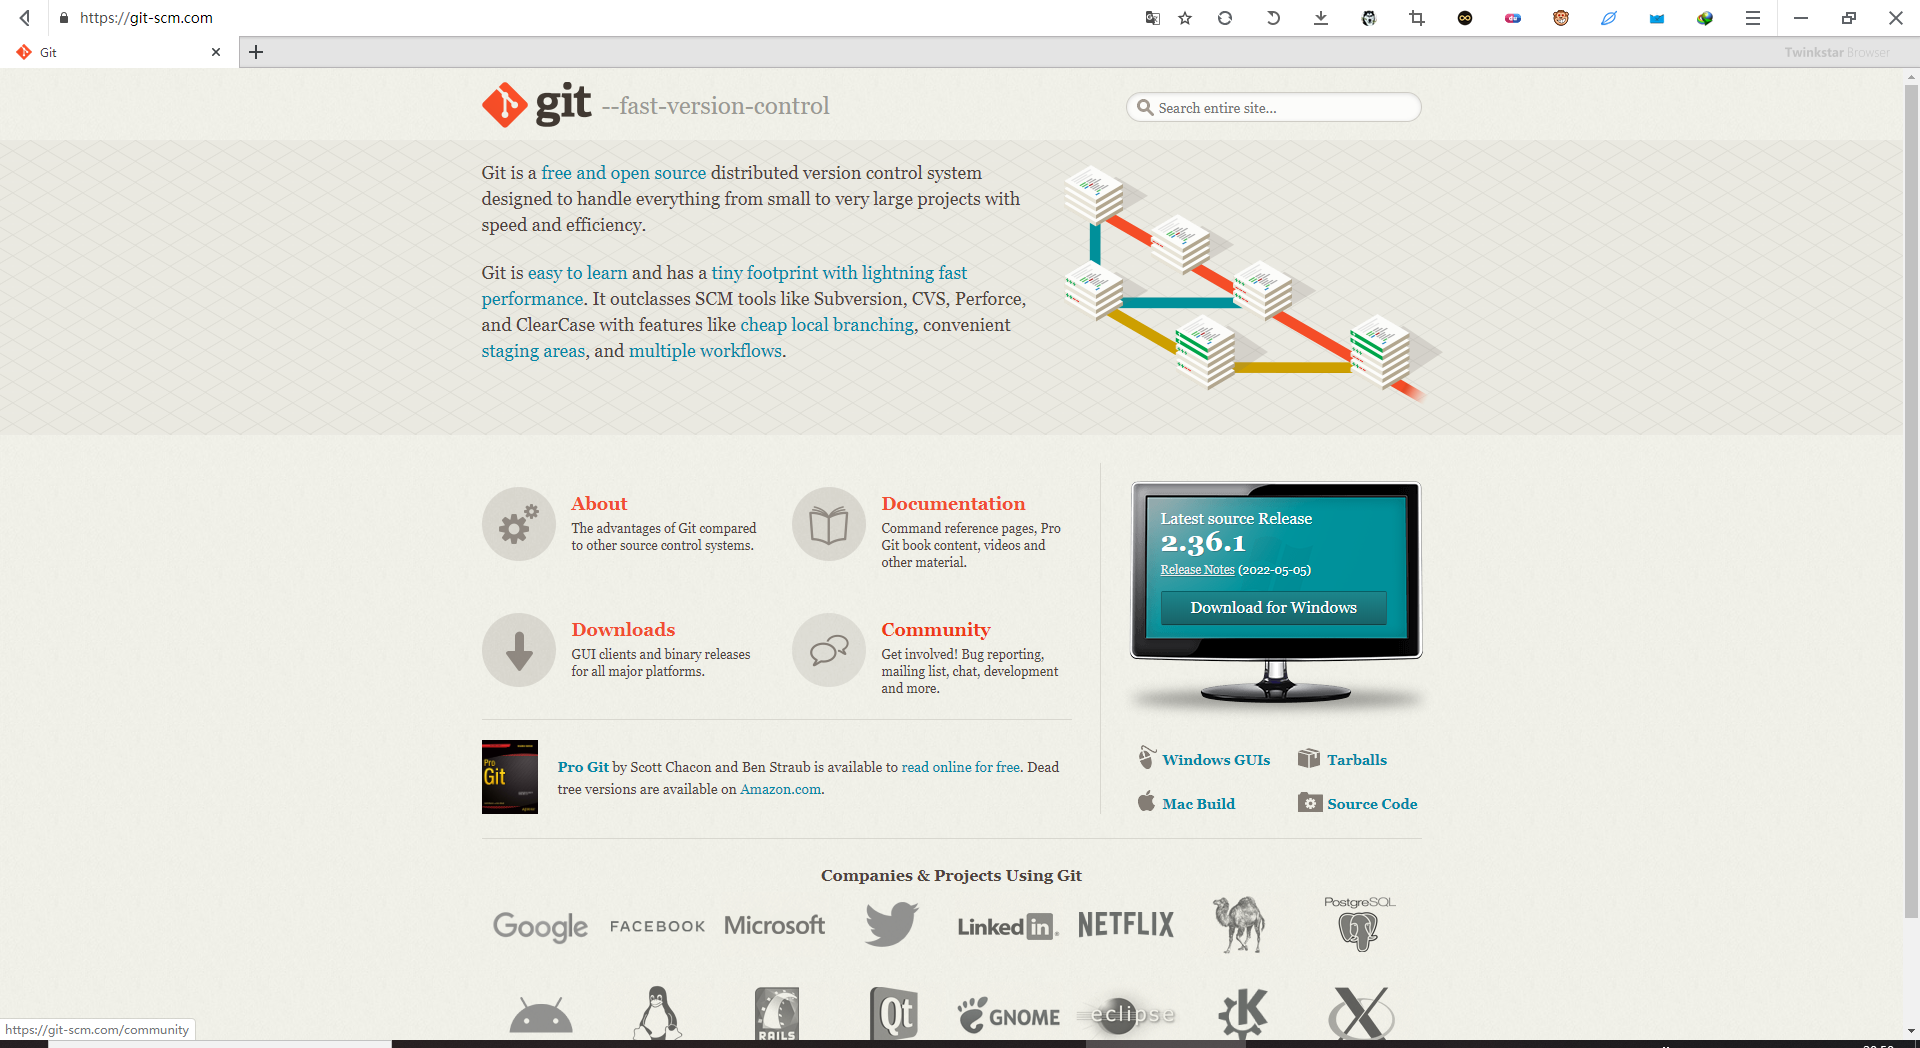 https://git-scm.com
Git
Twinkstar Browser
git --fast-version-control
Search entire site...
Git is a free and open source distributed version control system
designed to handle everything from small to very large projects with
speed and efficiency.
Git is easy to learn and has a tiny footprint with lightning fast
performance. It outclasses SCM tools like Subversion, CVS, Perforce,
and ClearCase with features like cheap local branching, convenient
staging areas, and multiple workflows.
About
The advantages of Git compared
to other source control systems.
Documentation
Command reference pages, Pro
Git book content, videos and
other material.
Downloads
GUI clients and binary releases
for all major platforms.
Community
Get involved! Bug reporting,
mailing list, chat, development
and more.
Latest source Release
2.36.1
Release Notes (2022-05-05)
Download for Windows
Pro
Git
Pro Git by Scott Chacon and Ben Straub is available to read online for free. Dead
tree versions are available on Amazon.com.
Windows GUIs
Tarballs
Mac Build
Source Code
Companies & Projects Using Git
Google
FACEBOOK
Microsoft
Linked in
NETFLIX
PostgreSQL
RAILS
Qt
GNOME
eclipse
K
X
https://git-scm.com/community